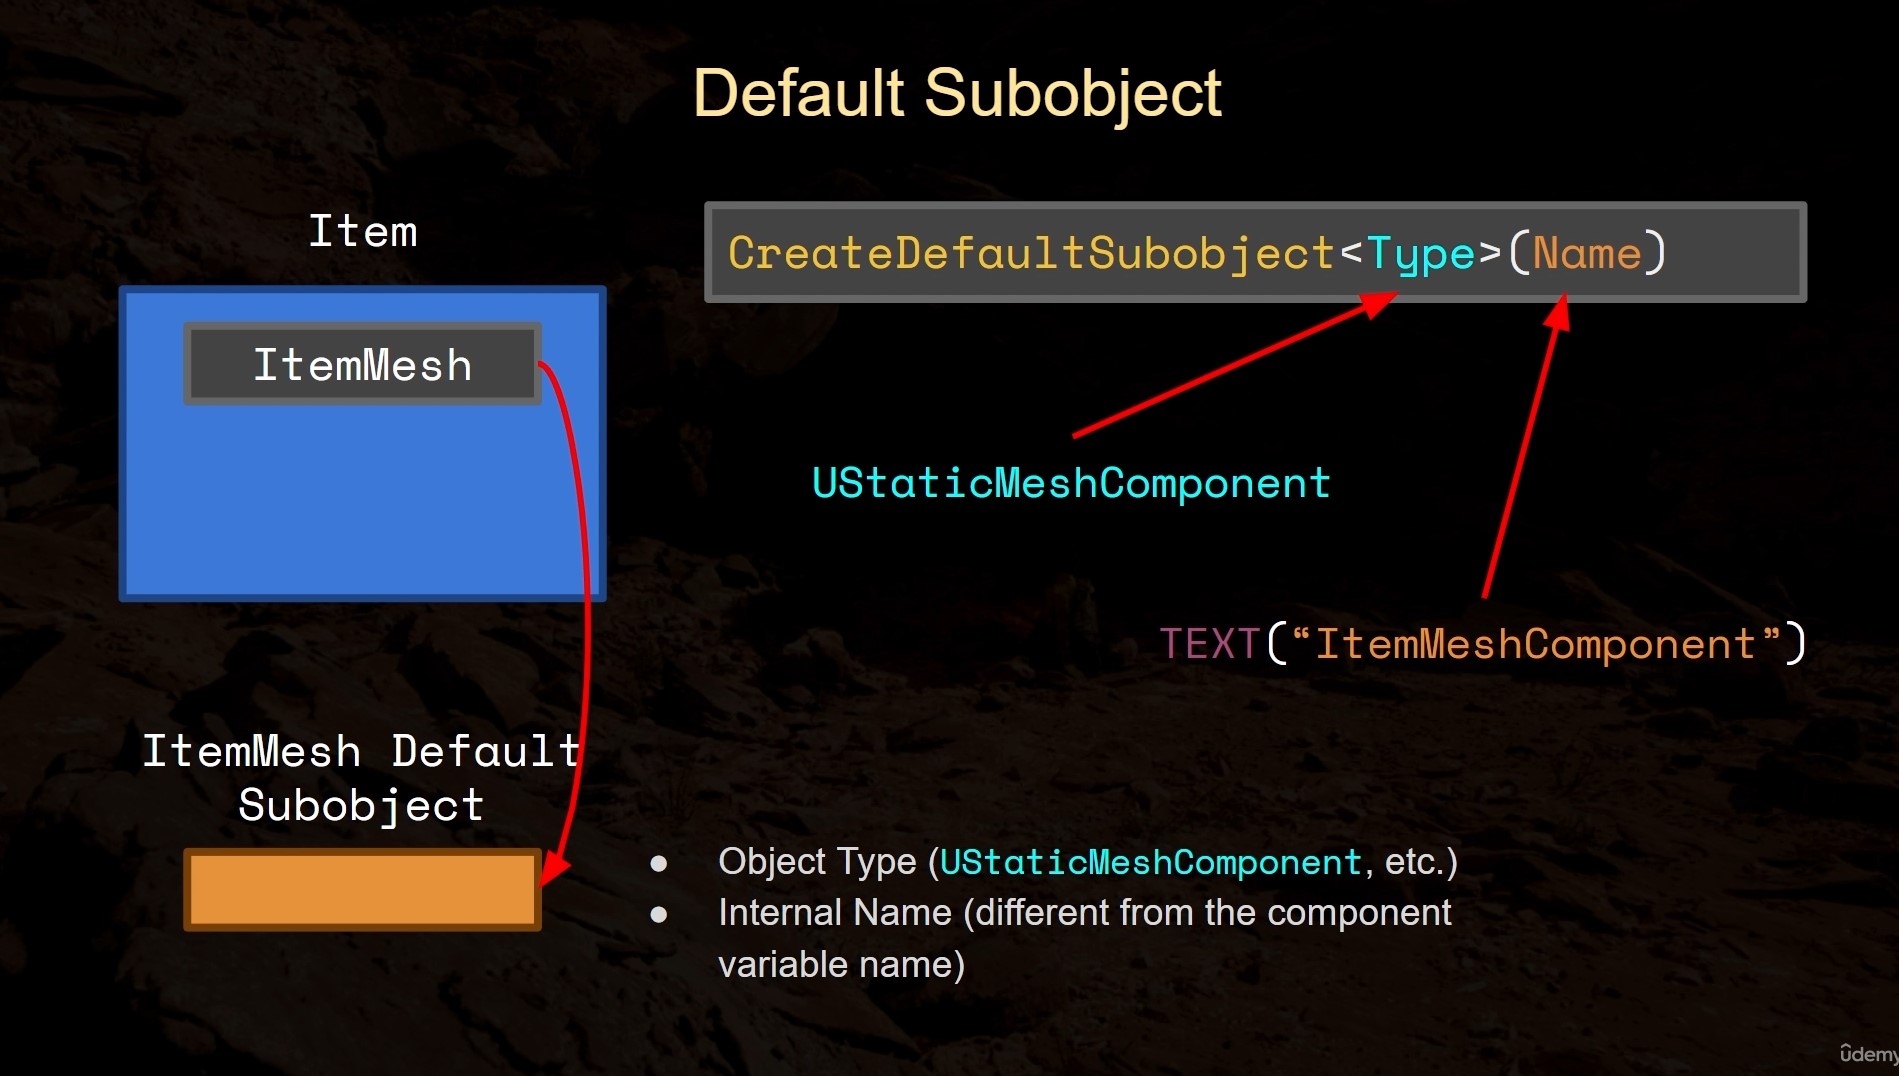 Default Subobject
Item
CreateDefaultSubobject<Type>(Name)
ItemMesh
UStaticMeshComponent
TEXT(“ItemMeshComponent”)
ItemMesh Default
Subobject
● Object Type (UStaticMeshComponent, etc.)
● Internal Name (different from the component
variable name)
ûdemy